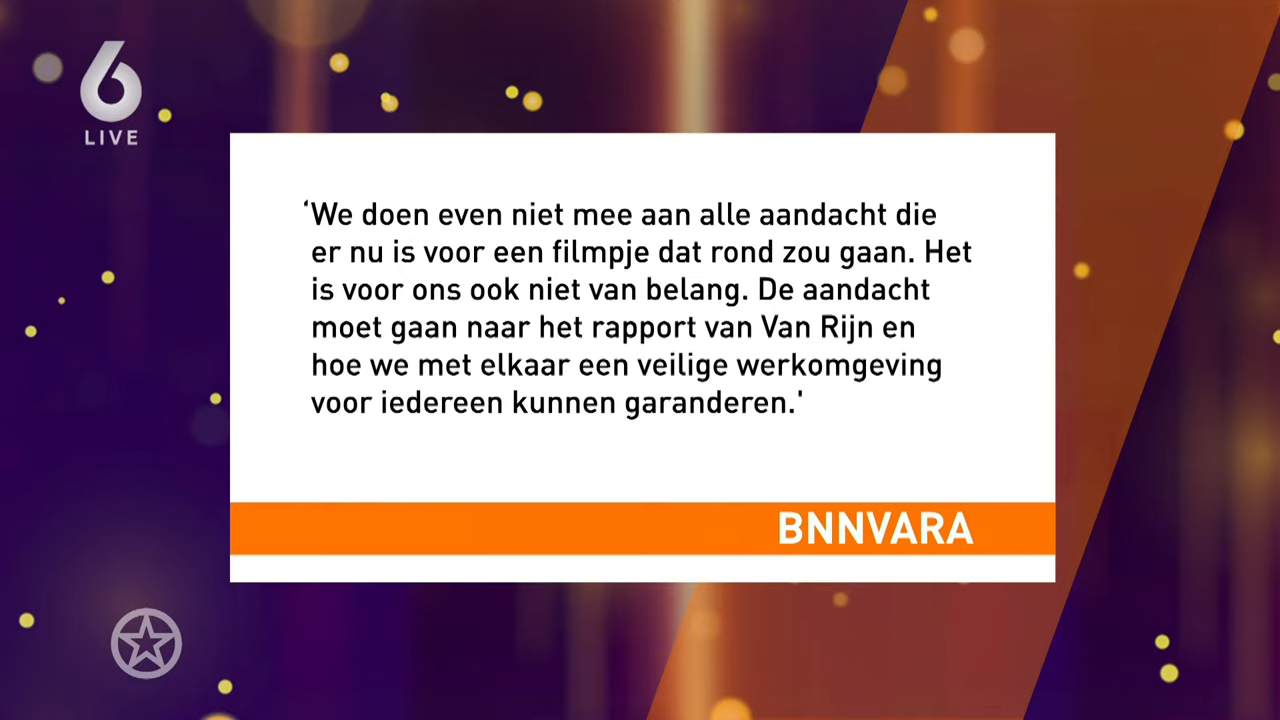 6
LIVE
‘We doen even niet mee aan alle aandacht die
er nu is voor een filmpje dat rond zou gaan. Het
is voor ons ook niet van belang. De aandacht
moet gaan naar het rapport van Van Rijn en
hoe we met elkaar een veilige werkomgeving
voor iedereen kunnen garanderen.'
BNNVARA